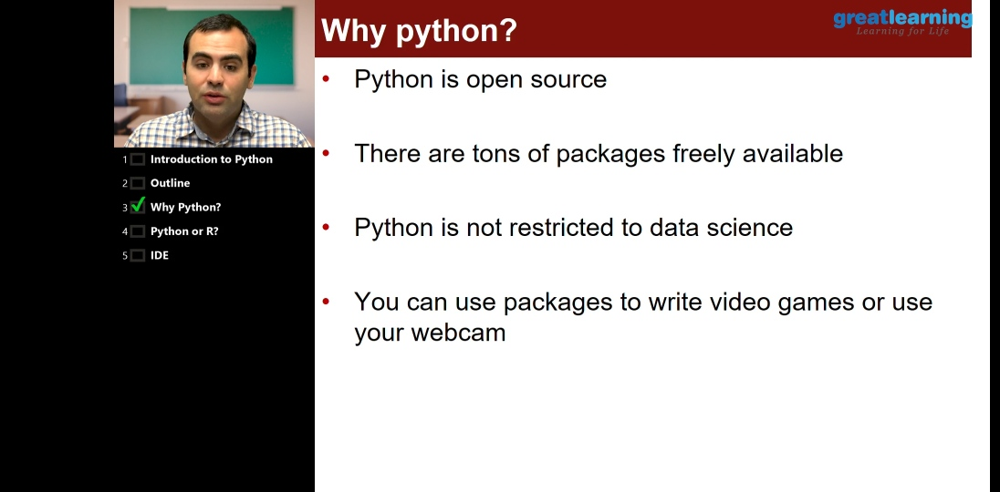 Why python?
greatlearning
Learning for Life
• Python is open source
• There are tons of packages freely available
• Python is not restricted to data science
• You can use packages to write video games or use
your webcam
1 Introduction to Python
2 Outline
3 Why Python?
4 Python or R?
5 IDE